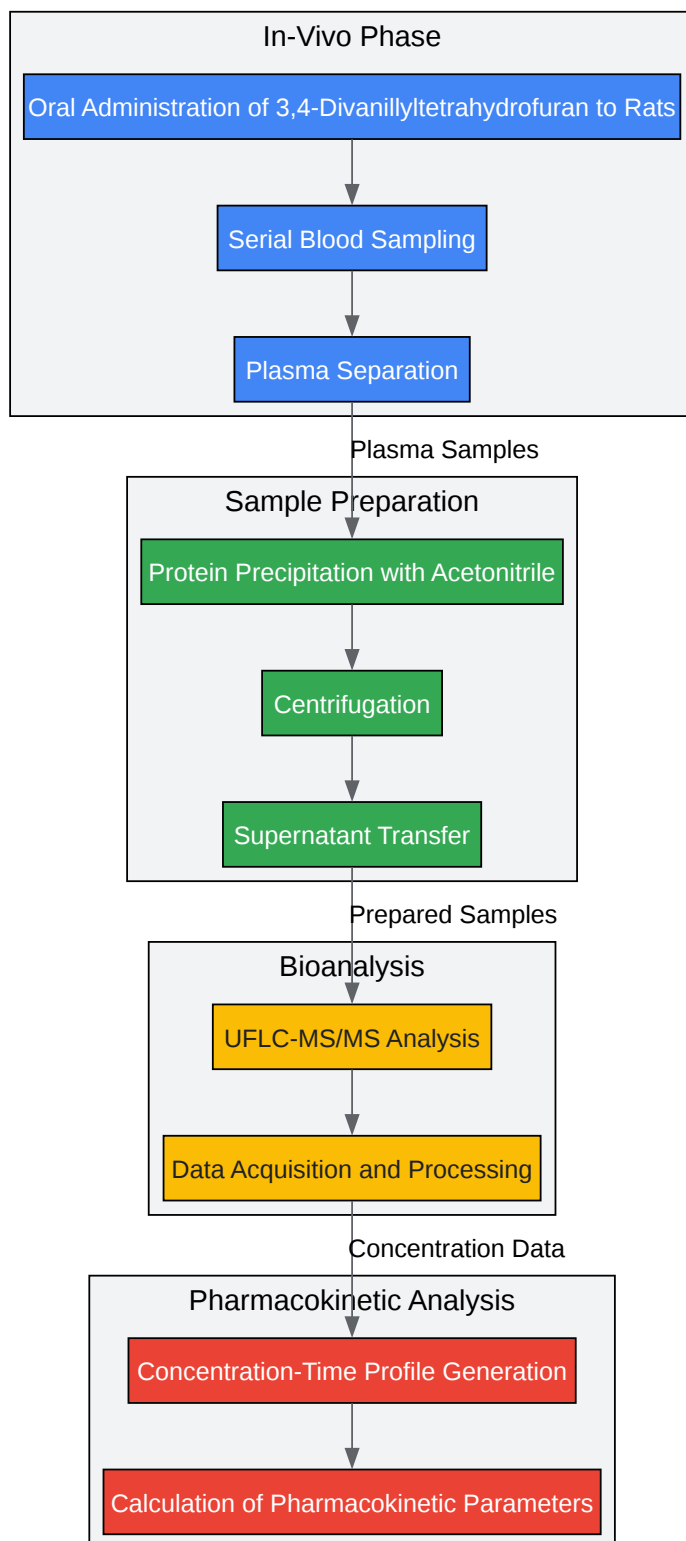 In-Vivo Phase
Oral Administration of 3,4-Divanillyltetrahydrofuran to Rats
Serial Blood Sampling
Plasma Separation
Plasma Samples
Sample Preparation
Protein Precipitation with Acetonitrile
Centrifugation
Supernatant Transfer
Prepared Samples
Bioanalysis
UFLC-MS/MS Analysis
Data Acquisition and Processing
Concentration Data
Pharmacokinetic Analysis
Concentration-Time Profile Generation
Calculation of Pharmacokinetic Parameters